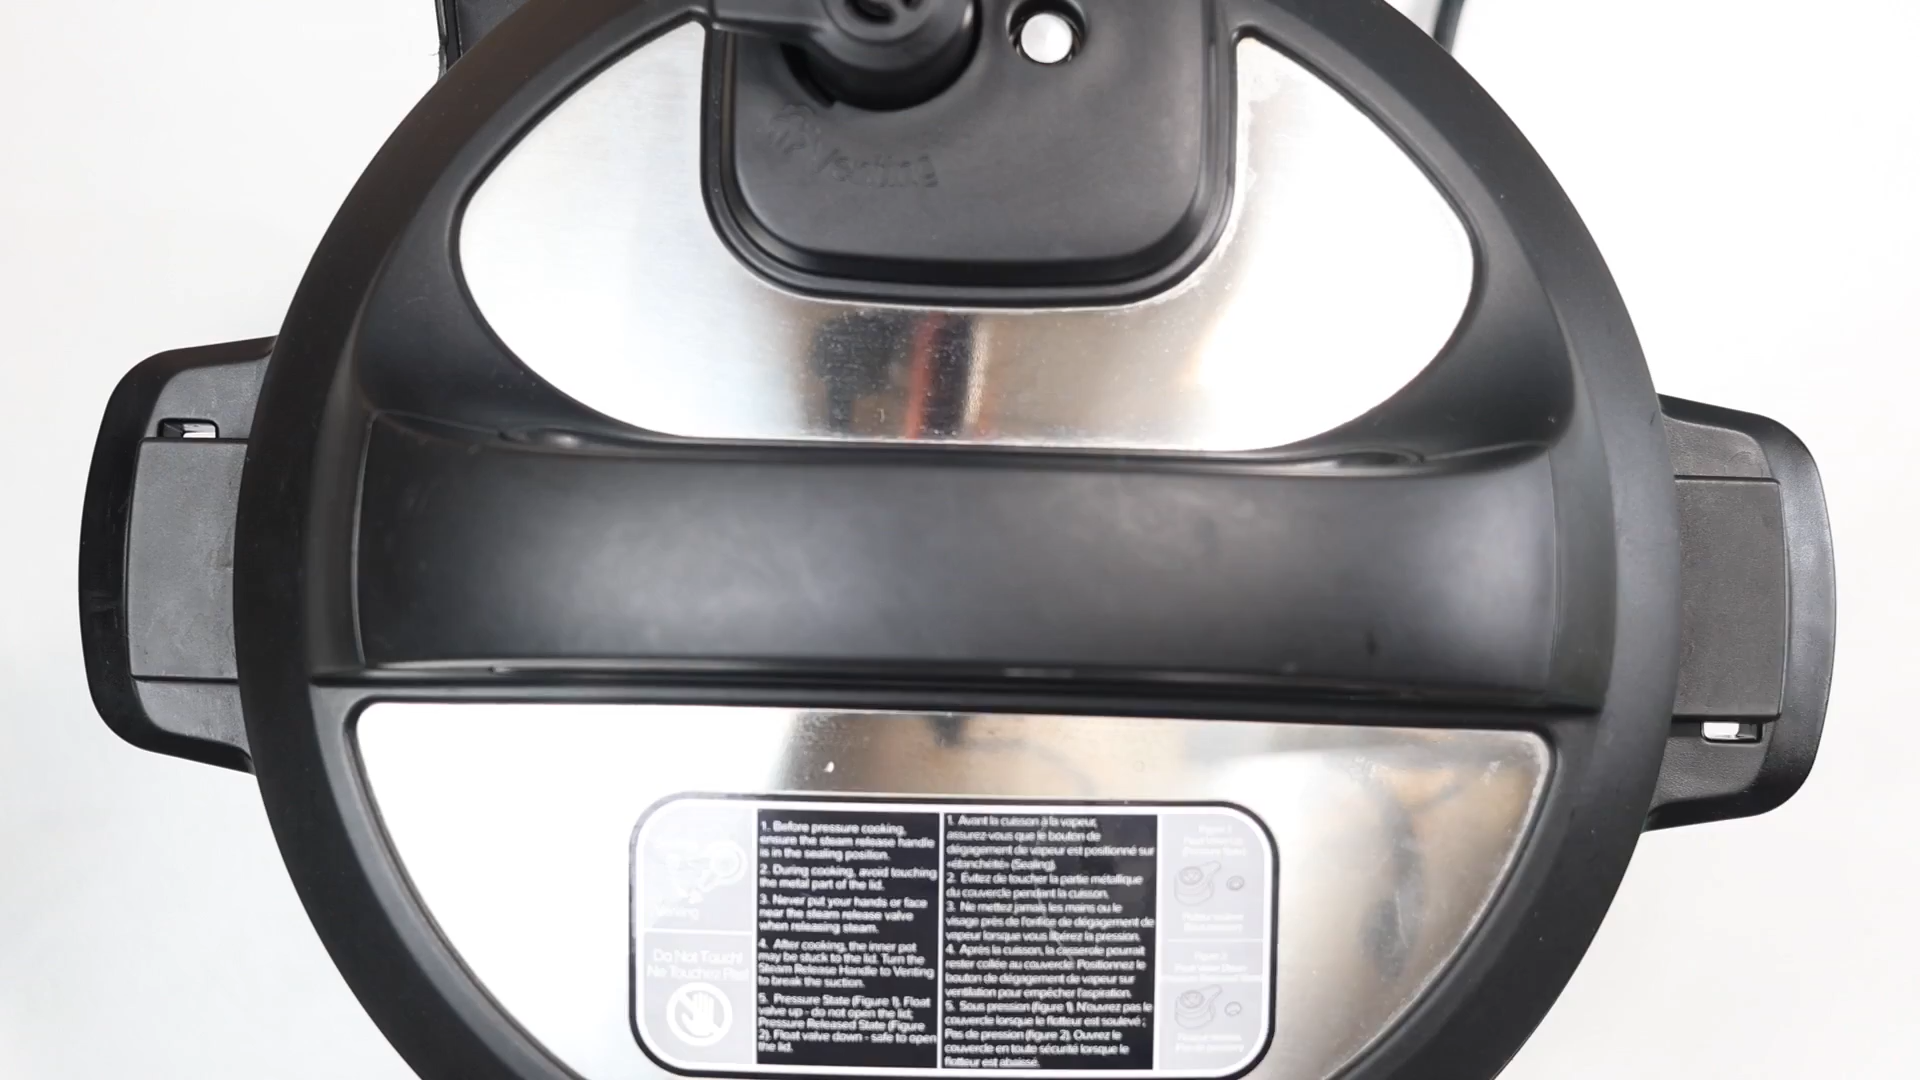 Venting
1. Before pressure cooking,
ensure the steam release handle
is in the sealing position.
2. During cooking, avoid touching
the metal part of the lid.
3. Never put your hands or face
near the steam release valve
when releasing steam.
4. After cooking, the inner pot
may be stuck to the lid. Turn the
Steam Release Handle to Venting
to break the suction.
5. Pressure State (Figure 1). Float
valve up - do not open the lid;
Pressure Released State (Figure
2). Float valve down - safe to open
the lid.
1. Avant la cuisson à la vapeur,
assurez-vous que le bouton de
dégagement de vapeur est positionné sur
«étanchéité» (Sealing).
2. Évitez de toucher la partie métallique
du couvercle pendant la cuisson.
3. Ne mettez jamais les mains ou le
visage près de l'orifice de dégagement de
vapeur lorsque vous libérez la pression.
4. Après la cuisson, la casserole pourrait
rester collée au couvercle. Positionnez le
bouton de dégagement de vapeur sur
ventilation pour empêcher l'aspiration.
5. Sous pression (figure 1). N'ouvrez pas le
couvercle lorsque le flotteur est soulevé ;
Pas de pression (figure 2). Ouvrez le
couvercle en toute sécurité lorsque le
flotteur est abaissé.
Do Not Touch!
Ne Touchez Pas!